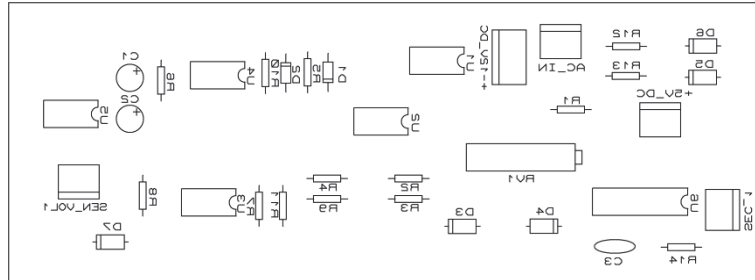 C1
R6
U4
R10
D2
R5
D1
U1
+-15V_DC
AC_IN
R12
D6
R13
D5
C2
U5
U2
R1
+5V_DC
RV1
SEN_VOL1
R8
U3
R7
R11
R4
R9
R2
R3
D3
D4
U6
SEC_1
D7
C3
R14